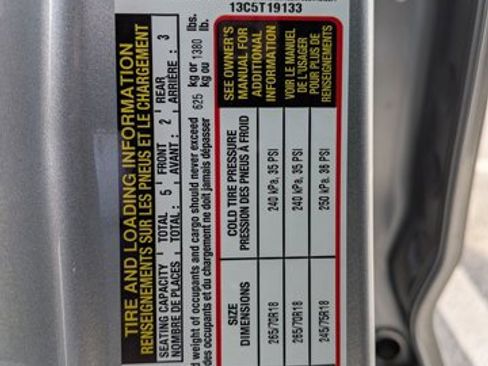 13C5T19133
TIRE AND LOADING INFORMATION
RENSEIGNEMENTS SUR LES PNEUS ET LE CHARGEMENT
SEATING CAPACITY TOTAL 5 FRONT 2 REAR 3
NOMBRE DE PLACES TOTAL: AVANT: ARRIÈRE:
weight of occupants and cargo should never exceed 625 kg or 1380 lbs.
des occupants et du chargement ne doit jamais dépasser kg ou
SIZE COLD TIRE PRESSURE
DIMENSIONS PRESSION DES PNEUS À FROID
265/70R18 240 kPa, 35 PSI
265/70R18 240 kPa, 35 PSI
245/75R18 250 kPa, 36 PSI
SEE OWNER'S
MANUAL FOR
ADDITIONAL
INFORMATION
VOIR LE MANUEL
DE L'USAGER
POUR PLUS DE
RENSEIGNEMENTS